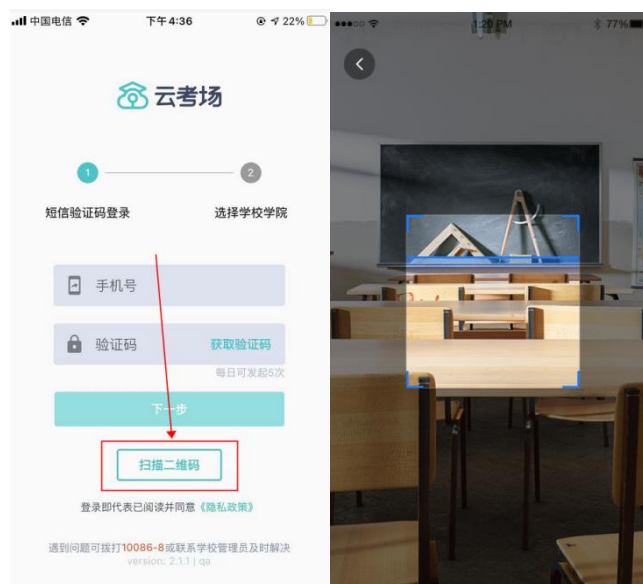 中国电信
下午4:36
22%
云考场
1
2
短信验证码登录
选择学校学院
手机号
验证码
获取验证码
每日可发起5次
下一步
扫描二维码
登录即代表已阅读并同意《隐私政策》
遇到问题可拨打10086-8或联系学校管理员及时解决
version: 2.1.1 | qa
1:20 PM
77%